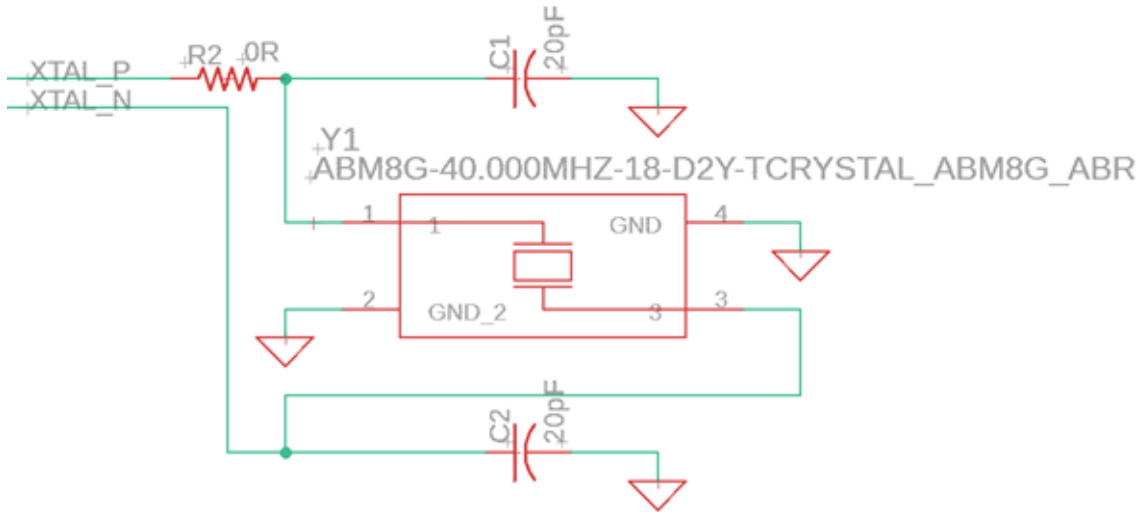 R2 0R
C1 20pF
XTAL_P
XTAL_N
Y1
ABM8G-40.000MHZ-18-D2Y-TCRYSTAL_ABM8G_ABR
1 1 GND 4
2 GND_2 3 3
C2 20pF